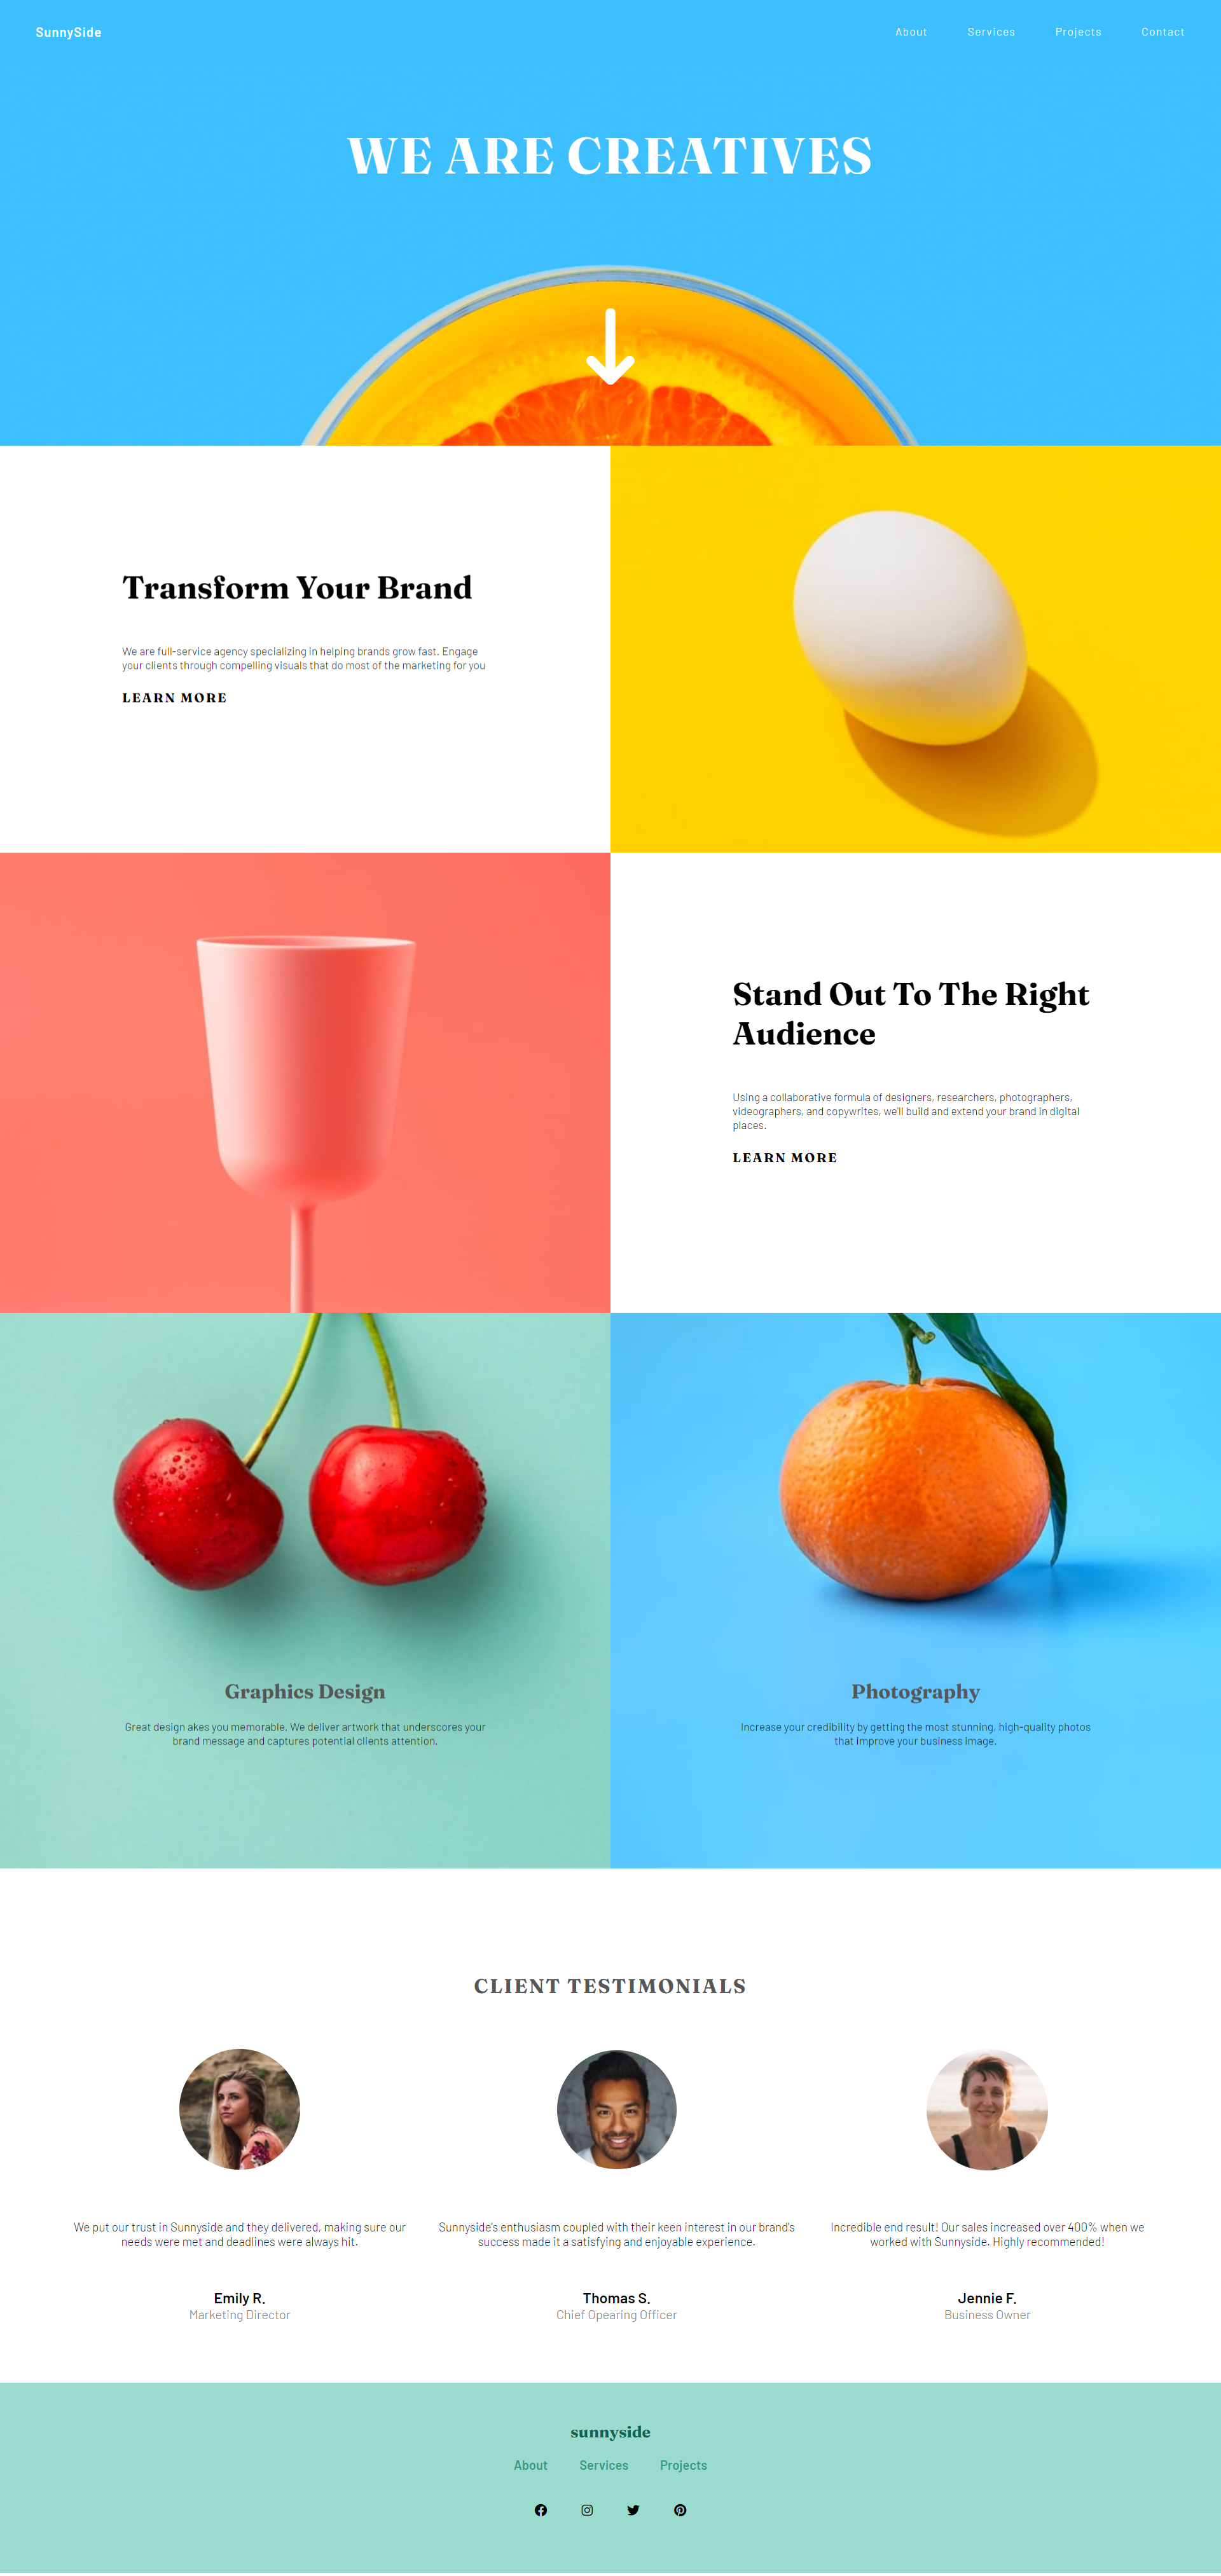 SunnySide
About Services Projects Contact
WE ARE CREATIVES
Transform Your Brand
We are full-service agency specializing in helping brands grow fast. Engage
your clients through compelling visuals that do most of the marketing for you
LEARN MORE
Stand Out To The Right
Audience
Using a collaborative formula of designers, researchers, photographers,
videographers, and copywrites, we'll build and extend your brand in digital
places.
LEARN MORE
Graphics Design
Great design akes you memorable. We deliver artwork that underscores your
brand message and captures potential clients attention.
Photography
Increase your credibility by getting the most stunning, high-quality photos
that improve your business image.
CLIENT TESTIMONIALS
We put our trust in Sunnyside and they delivered, making sure our
needs were met and deadlines were always hit.
Emily R.
Marketing Director
Sunnyside's enthusiasm coupled with their keen interest in our brand's
success made it a satisfying and enjoyable experience.
Thomas S.
Chief Opearing Officer
Incredible end result! Our sales increased over 400% when we
worked with Sunnyside. Highly recommended!
Jennie F.
Business Owner
sunnyside
About Services Projects